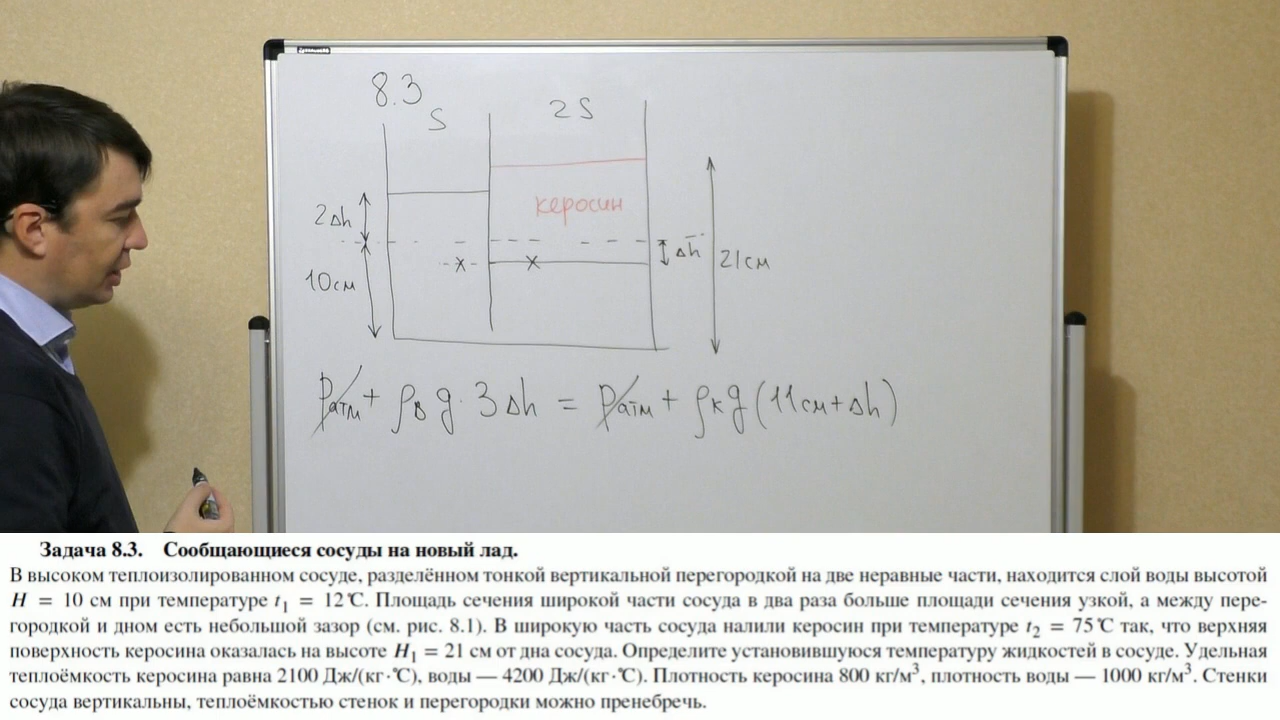 8.3
S
2S
керосин
2Δh
10см
Δh
21см
Pатм + ρв g · 3Δh = Pатм + ρк g (11см + Δh)
Задача 8.3. Сообщающиеся сосуды на новый лад.
В высоком теплоизолированном сосуде, разделённом тонкой вертикальной перегородкой на две неравные части, находится слой воды высотой
H = 10 см при температуре t₁ = 12℃. Площадь сечения широкой части сосуда в два раза больше площади сечения узкой, а между пере-
городкой и дном есть небольшой зазор (см. рис. 8.1). В широкую часть сосуда налили керосин при температуре t₂ = 75℃ так, что верхняя
поверхность керосина оказалась на высоте H₁ = 21 см от дна сосуда. Определите установившуюся температуру жидкостей в сосуде. Удельная
теплоёмкость керосина равна 2100 Дж/(кг·℃), воды — 4200 Дж/(кг·℃). Плотность керосина 800 кг/м³, плотность воды — 1000 кг/м³. Стенки
сосуда вертикальны, теплоёмкостью стенок и перегородки можно пренебречь.